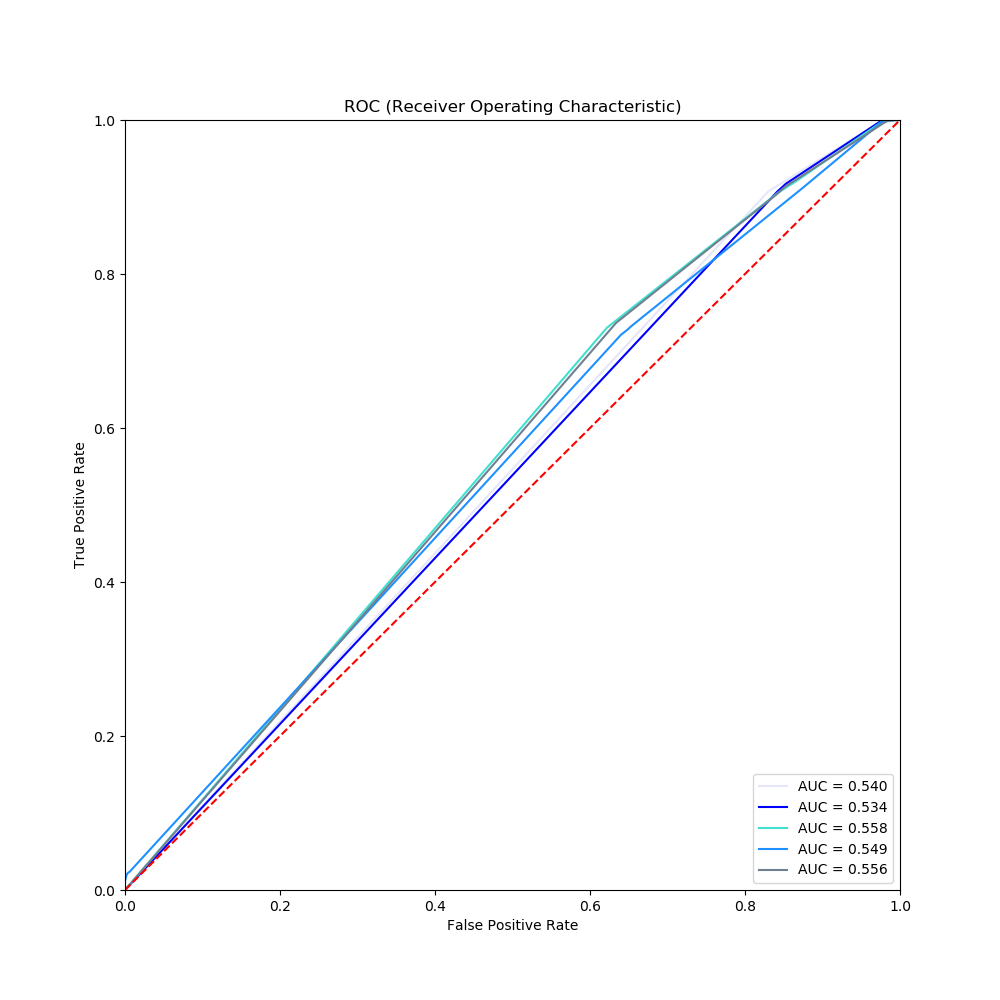 ROC (Receiver Operating Characteristic)
True Positive Rate
1.0
0.8
0.6
0.4
0.2
0.0
0.0 0.2 0.4 0.6 0.8 1.0
False Positive Rate
AUC = 0.540
AUC = 0.534
AUC = 0.558
AUC = 0.549
AUC = 0.556